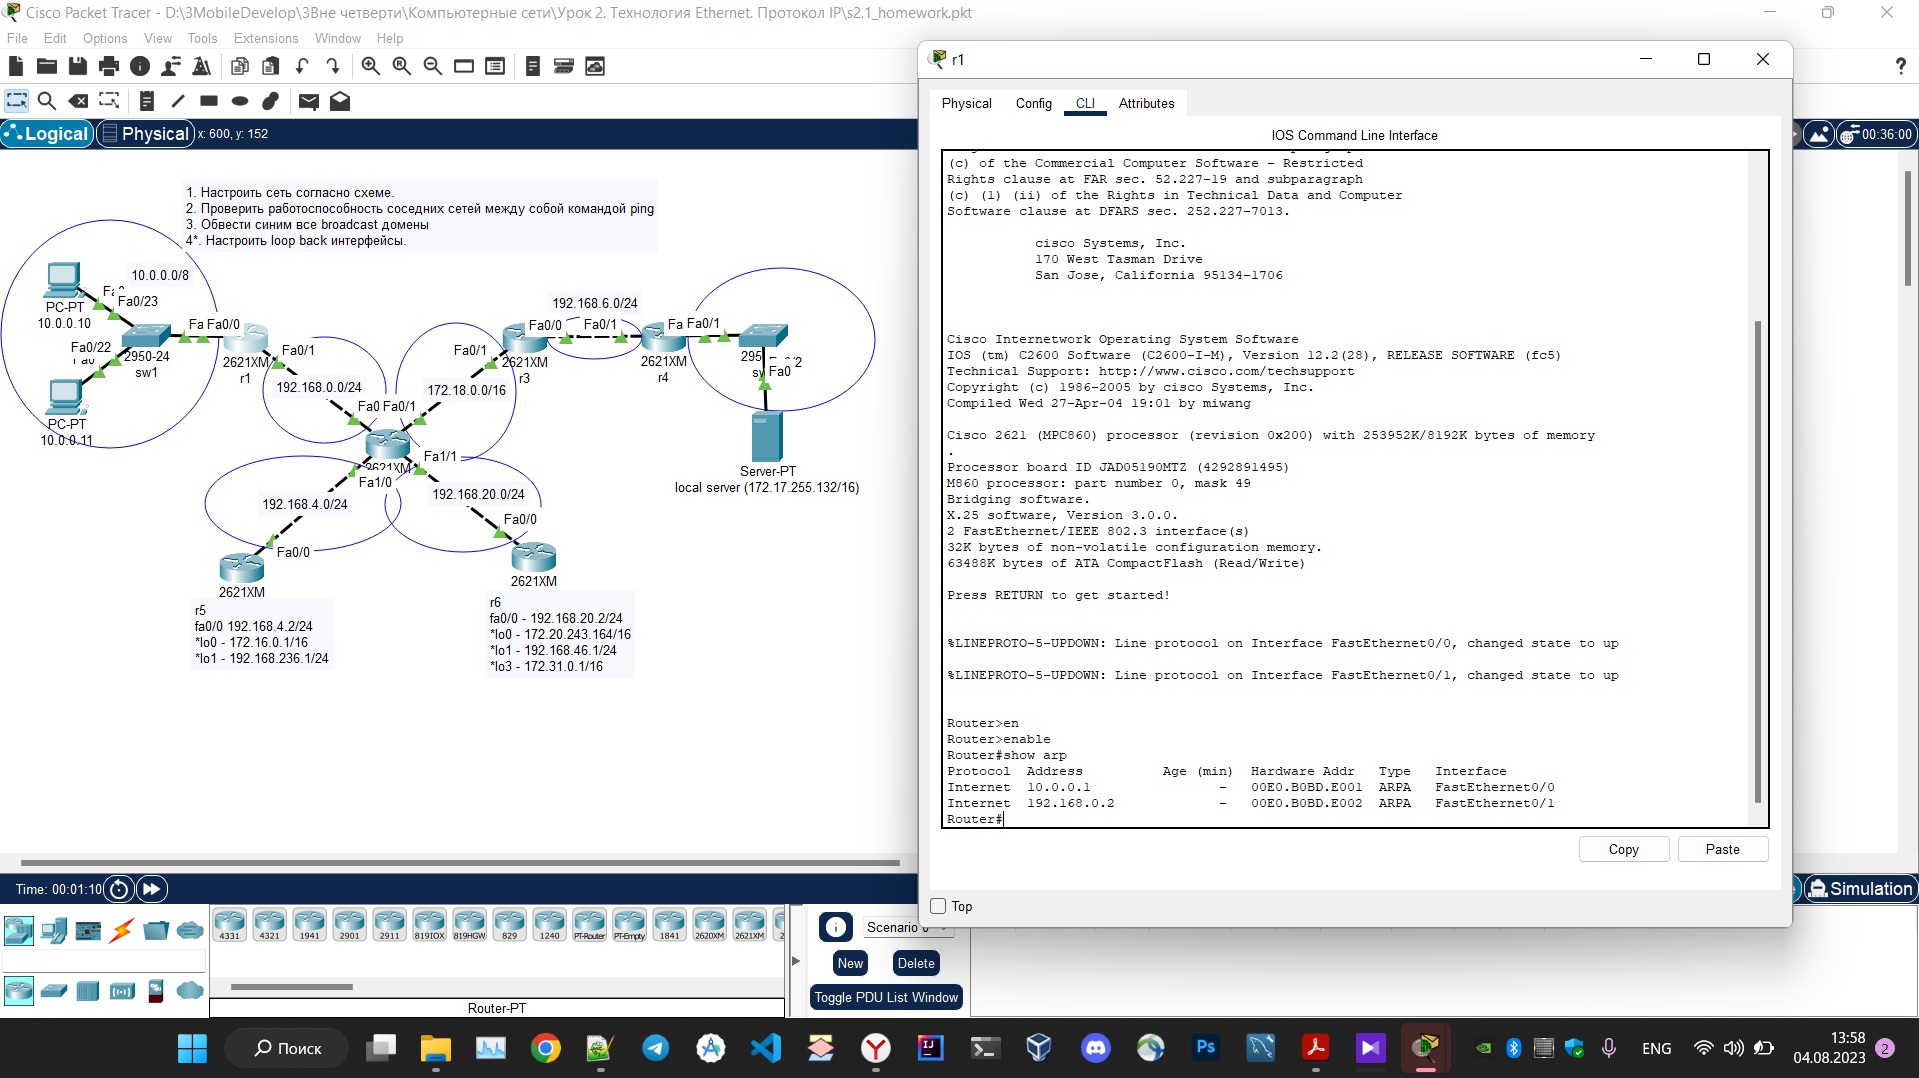 Cisco Packet Tracer - D:\3MobileDevelop\3Вне четверти\Компьютерные сети\Урок 2. Технология Ethernet. Протокол IP\s2.1_homework.pkt
File Edit Options View Tools Extensions Window Help
Logical Physical x: 600, y: 152
00:36:00
1. Настроить сеть согласно схеме.
2. Проверить работоспособность соседних сетей между собой командой ping
3. Обвести синим все broadcast домены
4*. Настроить loop back интерфейсы.
10.0.0.0/8
Fa0/23
PC-PT
10.0.0.10
Fa0/22
2950-24
sw1
PC-PT
10.0.0.11
Fa Fa0/0
2621XM
r1
Fa0/1
192.168.0.0/24
Fa0 Fa0/1
Fa0/1
172.18.0.0/16
192.168.6.0/24
Fa0/0
Fa0/1
2621XM
r3
2621XM
r4
Fa Fa0/1
295
Fa0
Server-PT
local server (172.17.255.132/16)
2621XM
Fa1/1
Fa1/0
192.168.4.0/24
192.168.20.0/24
Fa0/0
Fa0/0
2621XM
2621XM
r5
fa0/0 192.168.4.2/24
*lo0 - 172.16.0.1/16
*lo1 - 192.168.236.1/24
r6
fa0/0 - 192.168.20.2/24
*lo0 - 172.20.243.164/16
*lo1 - 192.168.46.1/24
*lo3 - 172.31.0.1/16
r1
Physical Config CLI Attributes
IOS Command Line Interface
(c) of the Commercial Computer Software - Restricted
Rights clause at FAR sec. 52.227-19 and subparagraph
(c) (1) (ii) of the Rights in Technical Data and Computer
Software clause at DFARS sec. 252.227-7013.
cisco Systems, Inc.
170 West Tasman Drive
San Jose, California 95134-1706
Cisco Internetwork Operating System Software
IOS (tm) C2600 Software (C2600-I-M), Version 12.2(28), RELEASE SOFTWARE (fc5)
Technical Support: http://www.cisco.com/techsupport
Copyright (c) 1986-2005 by cisco Systems, Inc.
Compiled Wed 27-Apr-04 19:01 by miwang
Cisco 2621 (MPC860) processor (revision 0x200) with 253952K/8192K bytes of memory
.
Processor board ID JAD05190MTZ (4292891495)
M860 processor: part number 0, mask 49
Bridging software.
X.25 software, Version 3.0.0.
2 FastEthernet/IEEE 802.3 interface(s)
32K bytes of non-volatile configuration memory.
63488K bytes of ATA CompactFlash (Read/Write)
Press RETURN to get started!
%LINEPROTO-5-UPDOWN: Line protocol on Interface FastEthernet0/0, changed state to up
%LINEPROTO-5-UPDOWN: Line protocol on Interface FastEthernet0/1, changed state to up
Router>en
Router>enable
Router#show arp
Protocol Address Age (min) Hardware Addr Type Interface
Internet 10.0.0.1 - 00E0.B0BD.E001 ARPA FastEthernet0/0
Internet 192.168.0.2 - 00E0.B0BD.E002 ARPA FastEthernet0/1
Router#
Copy Paste
Top
Time: 00:01:10
Simulation
4331 4321 1941 2901 2911 819IOX 819HGW 829 1240 PT-Router PT-Empty 1841 2620XM 2621XM
Router-PT
Scenario 0
New Delete
Toggle PDU List Window
Поиск
ENG
13:58
04.08.2023
2